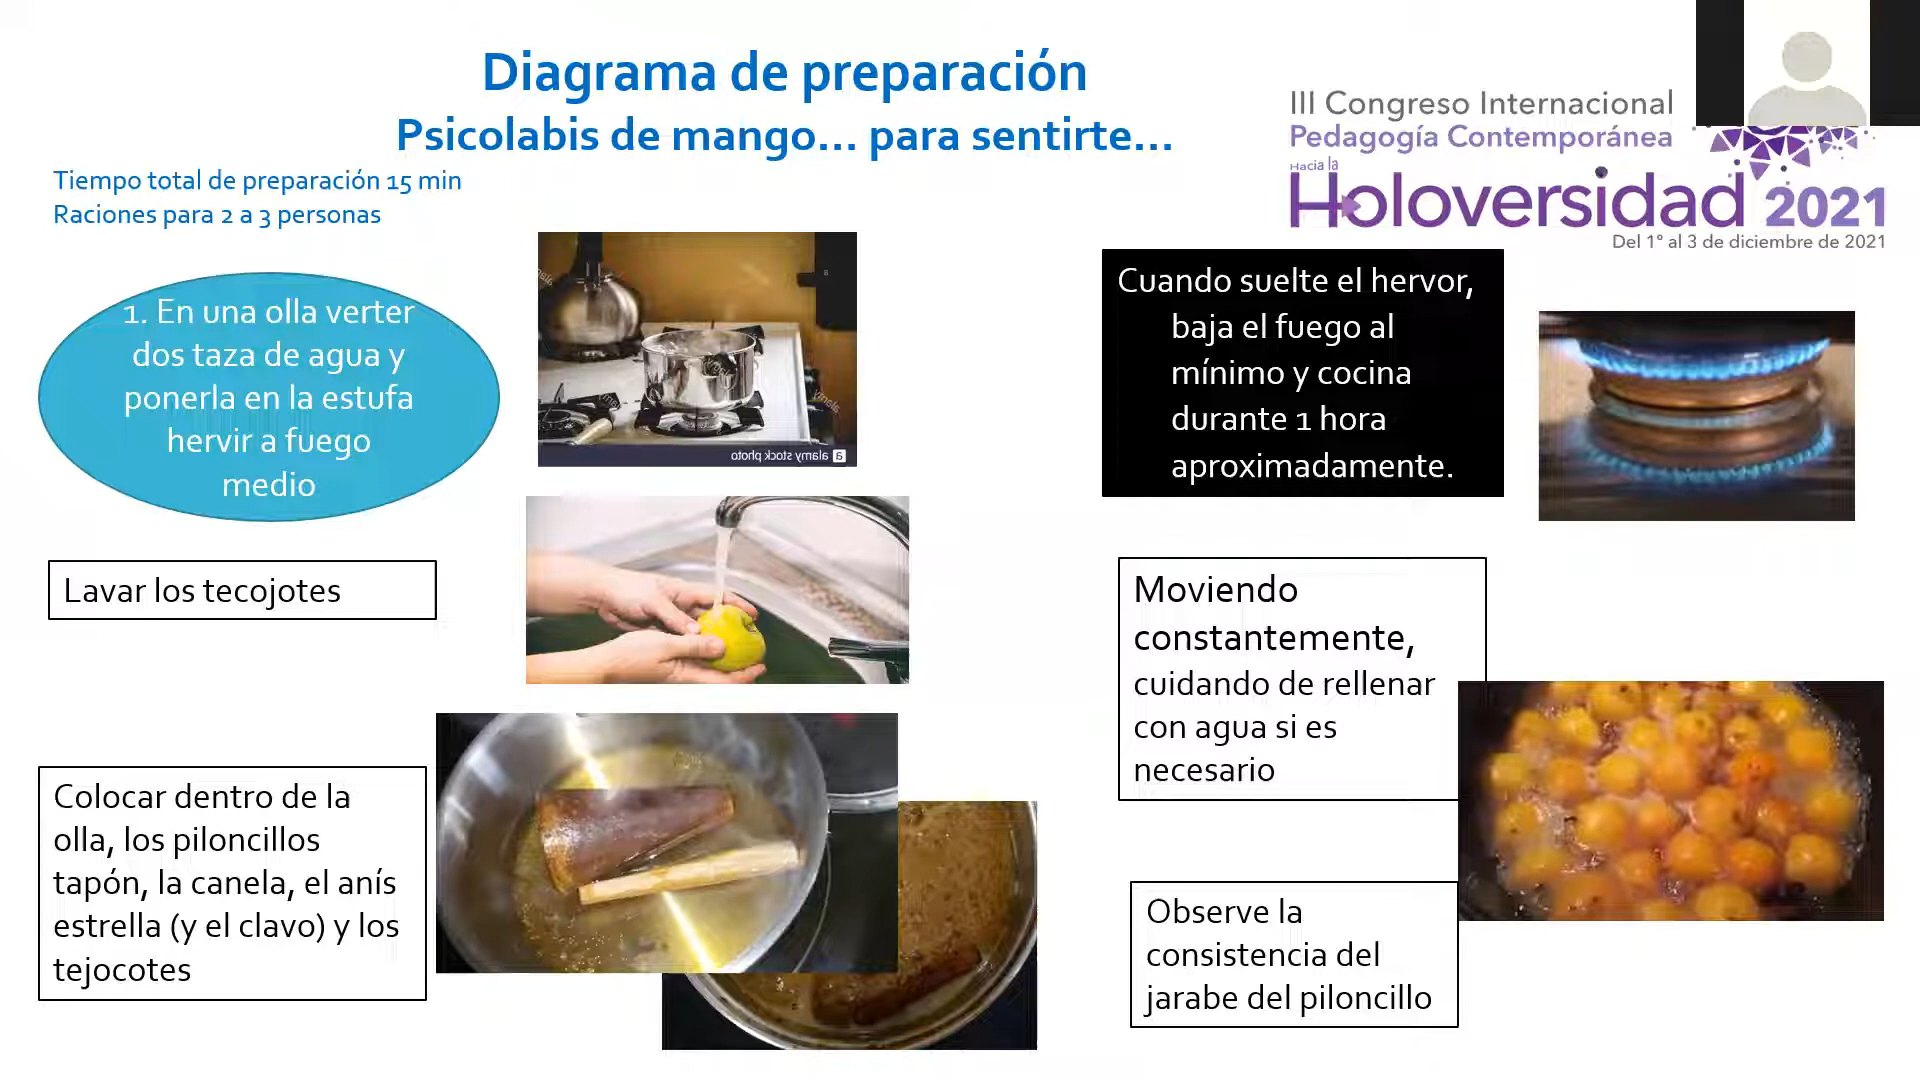 Diagrama de preparación
Psicolabis de mango... para sentirte...
Tiempo total de preparación 15 min
Raciones para 2 a 3 personas
III Congreso Internacional
Pedagogía Contemporánea
Hacia la
Holoversidad 2021
Del 1° al 3 de diciembre de 2021
1. En una olla verter
dos taza de agua y
ponerla en la estufa
hervir a fuego
medio
a alamy stock photo
Lavar los tecojotes
Colocar dentro de la
olla, los piloncillos
tapón, la canela, el anís
estrella (y el clavo) y los
tejocotes
Cuando suelte el hervor,
baja el fuego al
mínimo y cocina
durante 1 hora
aproximadamente.
Moviendo
constantemente,
cuidando de rellenar
con agua si es
necesario
Observe la
consistencia del
jarabe del piloncillo